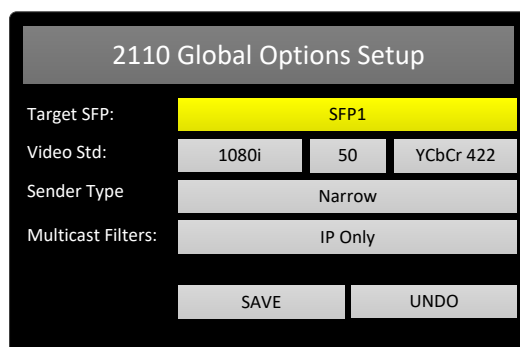 2110 Global Options Setup
Target SFP: SFP1
Video Std: 1080i 50 YCbCr 422
Sender Type Narrow
Multicast Filters: IP Only
SAVE UNDO